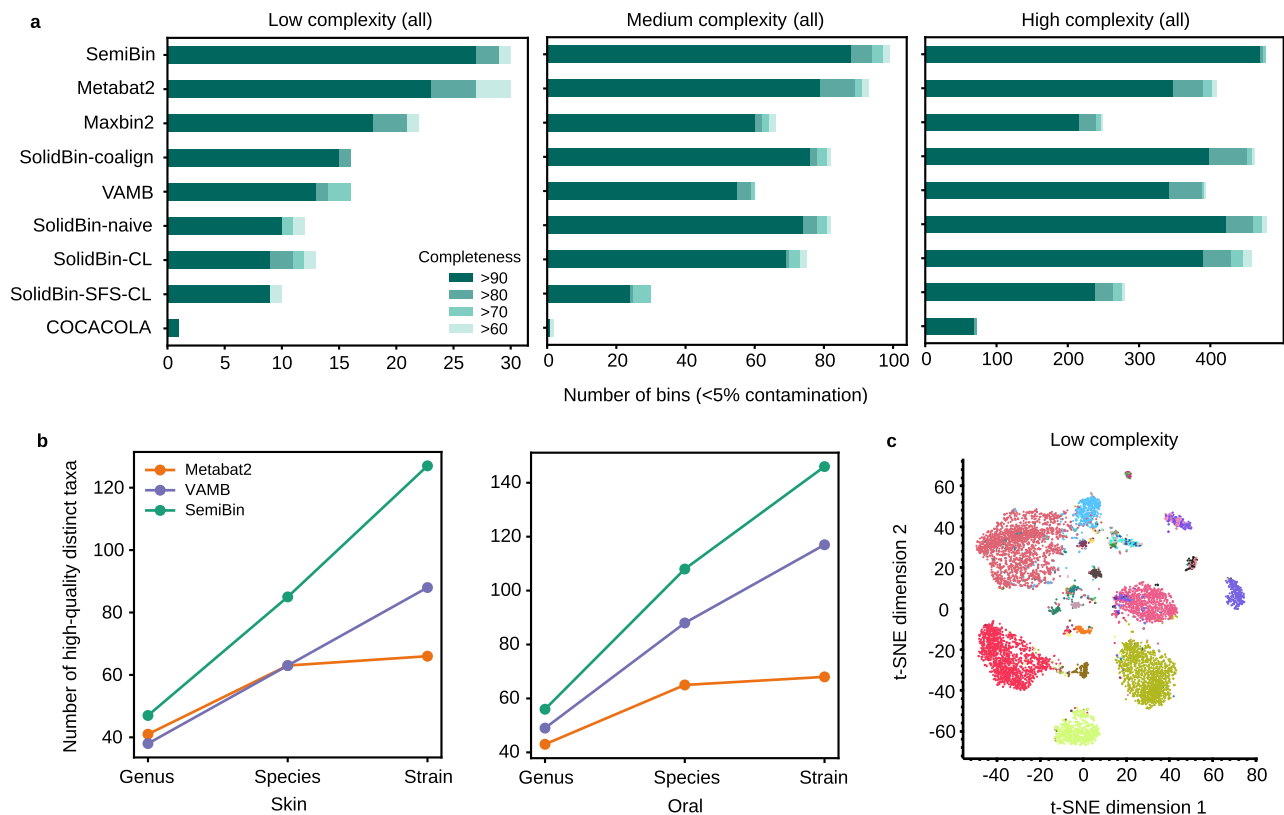 a
Low complexity (all)
Medium complexity (all)
High complexity (all)
SemiBin
Metabat2
Maxbin2
SolidBin-coalign
VAMB
SolidBin-naive
SolidBin-CL
SolidBin-SFS-CL
COCACOLA
Completeness
>90
>80
>70
>60
0 5 10 15 20 25 30
0 20 40 60 80 100
0 100 200 300 400
Number of bins (<5% contamination)
b
Number of high-quality distinct taxa
Metabat2
VAMB
SemiBin
120
100
80
60
40
Genus Species Strain
Skin
140
120
100
80
60
40
Genus Species Strain
Oral
c
Low complexity
t-SNE dimension 2
60
40
20
0
-20
-40
-60
-40 -20 0 20 40 60 80
t-SNE dimension 1